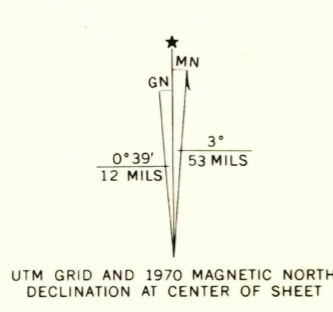 ★
MN
GN
0°39'
12 MILS
3°
53 MILS
UTM GRID AND 1970 MAGNETIC NORTH
DECLINATION AT CENTER OF SHEET